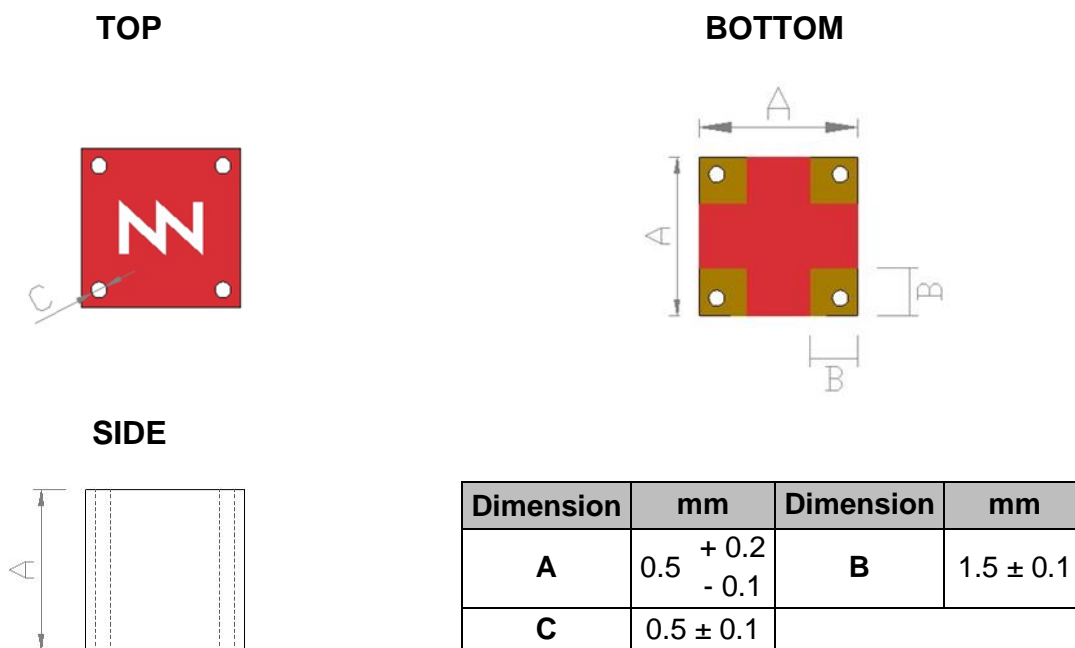 TOP
BOTTOM
C
A
A
B
B
SIDE
A
Dimension mm Dimension mm
A 0.5 + 0.2 - 0.1 B 1.5 ± 0.1
C 0.5 ± 0.1